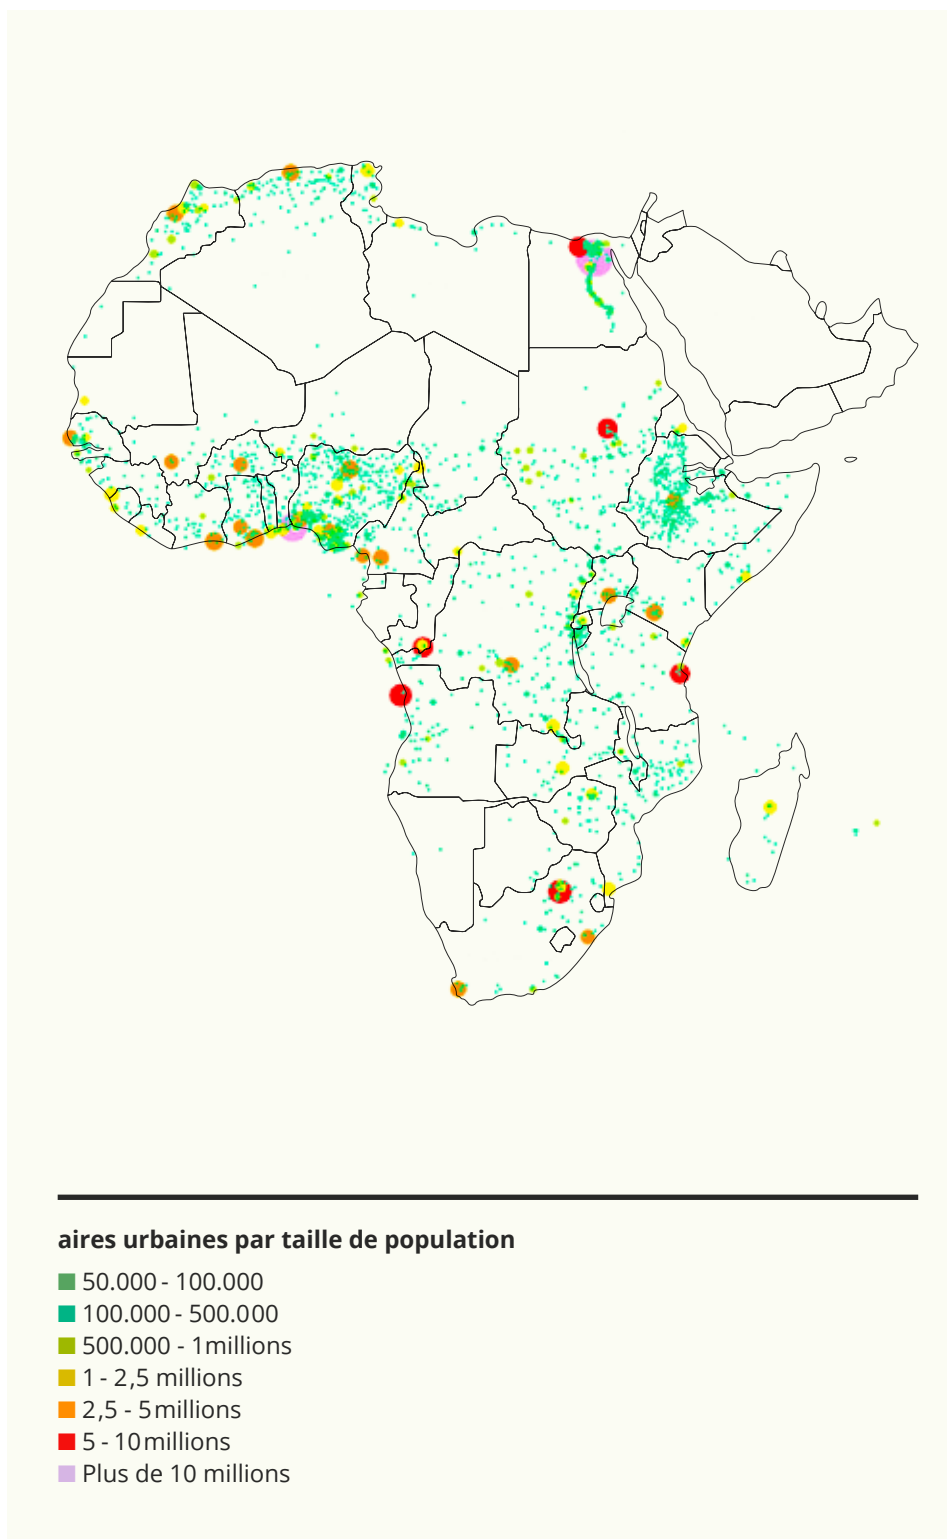 aires urbaines par taille de population
50.000 - 100.000
100.000 - 500.000
500.000 - 1millions
1 - 2,5 millions
2,5 - 5millions
5 - 10millions
Plus de 10 millions